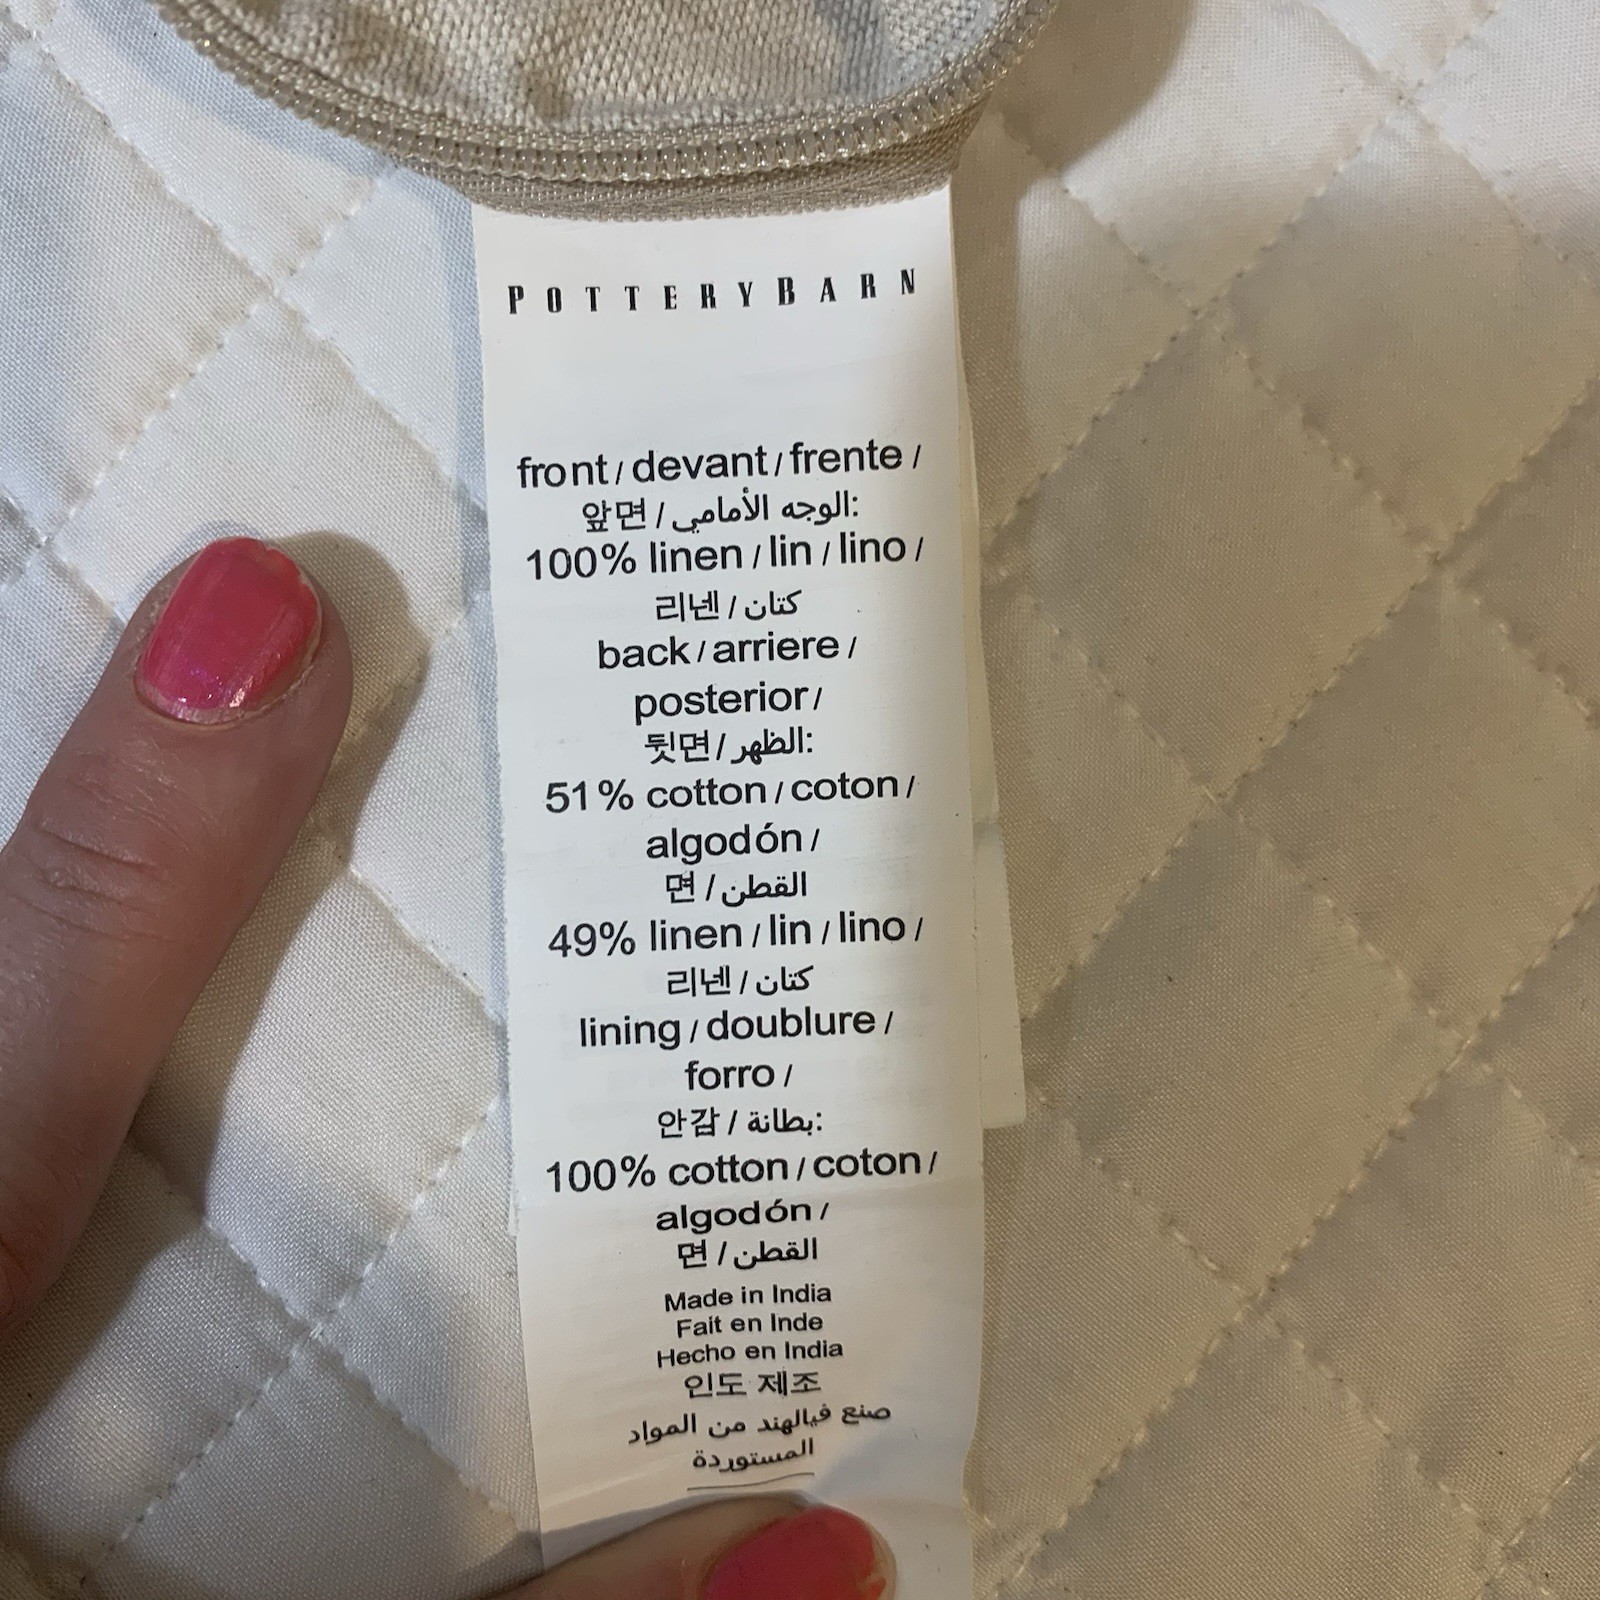 POTTERYBARN
front / devant / frente /
앞면 / الوجه الأمامي:
100% linen / lin / lino /
리넨 / كتان
back / arriere /
posterior /
뒷면 / الظهر:
51% cotton / coton /
algodón /
면 / القطن
49% linen / lin / lino /
리넨 / كتان
lining / doublure /
forro /
안감 / بطانة:
100% cotton / coton /
algodón /
면 / القطن
Made in India
Fait en Inde
Hecho en India
인도 제조
صنع فيالهند من المواد
المستوردة